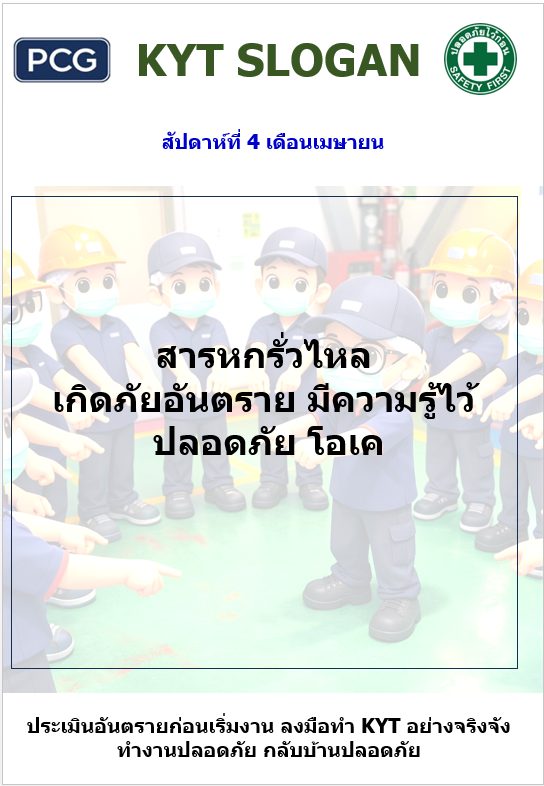 PCG
KYT SLOGAN
ปลอดภัยไว้ก่อน
SAFETY FIRST
สัปดาห์ที่ 4 เดือนเมษายน
สารหกรั่วไหล
เกิดภัยอันตราย มีความรู้ไว้
ปลอดภัย โอเค
ประเมินอันตรายก่อนเริ่มงาน ลงมือทำ KYT อย่างจริงจัง
ทำงานปลอดภัย กลับบ้านปลอดภัย